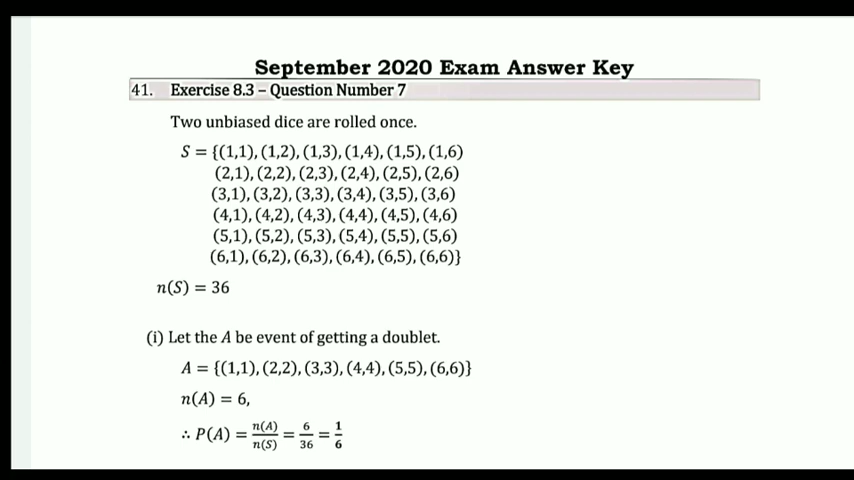 September 2020 Exam Answer Key
41. Exercise 8.3 – Question Number 7
Two unbiased dice are rolled once.
S = {(1,1), (1,2), (1,3), (1,4), (1,5), (1,6)
(2,1), (2,2), (2,3), (2,4), (2,5), (2,6)
(3,1), (3,2), (3,3), (3,4), (3,5), (3,6)
(4,1), (4,2), (4,3), (4,4), (4,5), (4,6)
(5,1), (5,2), (5,3), (5,4), (5,5), (5,6)
(6,1), (6,2), (6,3), (6,4), (6,5), (6,6)}
n(S) = 36
(i) Let the A be event of getting a doublet.
A = {(1,1), (2,2), (3,3), (4,4), (5,5), (6,6)}
n(A) = 6,
∴ P(A) = n(A)/n(S) = 6/36 = 1/6